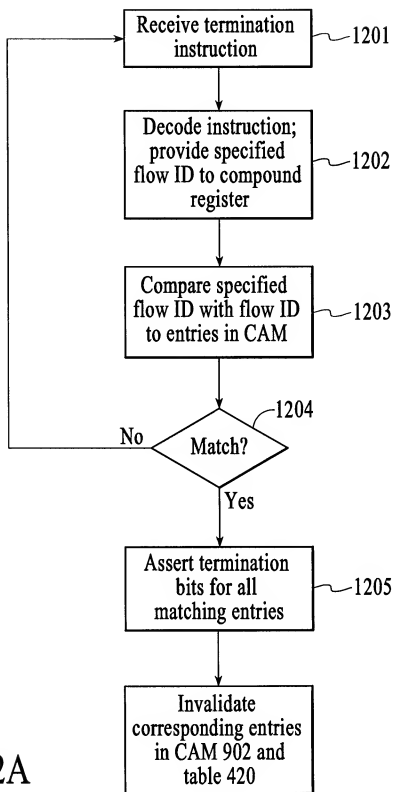 Receive termination
instruction
1201
Decode instruction;
provide specified
flow ID to compound
register
1202
Compare specified
flow ID with flow ID
to entries in CAM
1203
1204
Match?
No
Yes
Assert termination
bits for all
matching entries
1205
Invalidate
corresponding entries
in CAM 902 and
table 420
2A